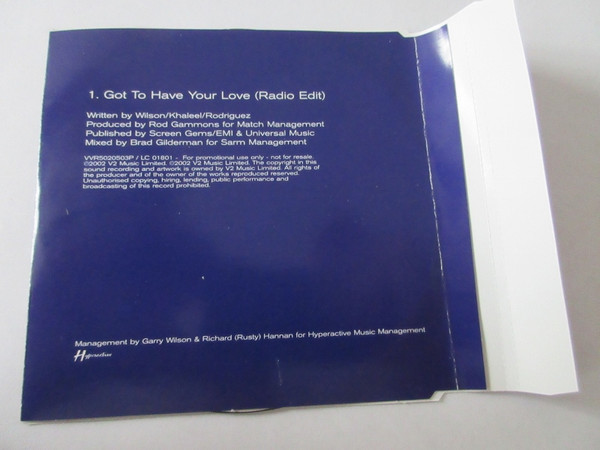 1. Got To Have Your Love (Radio Edit)
Written by Wilson/Khaleel/Rodriguez
Produced by Rod Gammons for Match Management
Published by Screen Gems/EMI & Universal Music
Mixed by Brad Gilderman for Sarm Management
VVR5020503P / LC 01801 - For promotional use only - not for resale.
℗2002 V2 Music Limited. ©2002 V2 Music Limited. The copyright in this
sound recording and artwork is owned by V2 Music Limited. All rights of
the producer and of the owner of the works reproduced reserved.
Unauthorised copying, hiring, lending, public performance and
broadcasting of this record prohibited.
Management by Garry Wilson & Richard (Rusty) Hannan for Hyperactive Music Management
Hyperactive